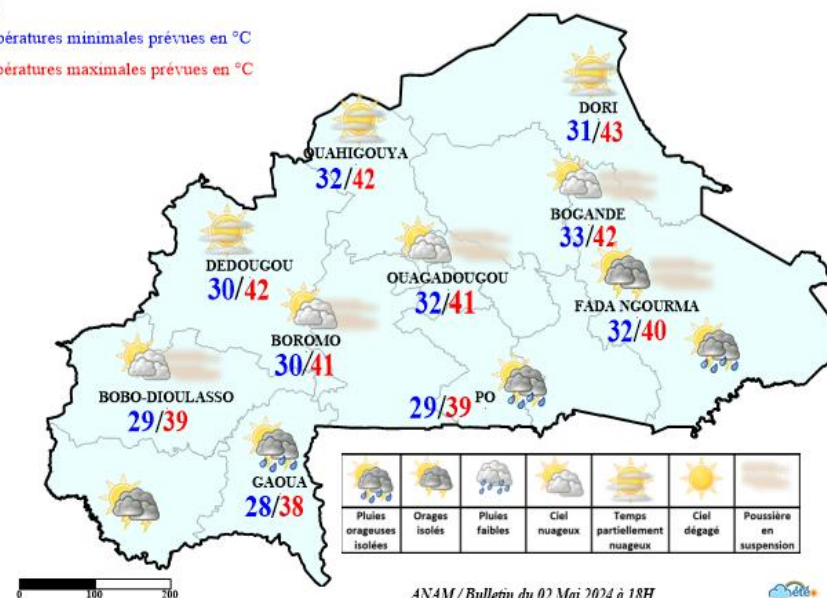 pératures minimales prévues en °C
pératures maximales prévues en °C
DORI
31/43
OUAHIGOUYA
32/42
BOGANDE
33/42
DEDOUGOU
30/42
OUAGADOUGOU
32/41
FADA NGOURMA
32/40
BOROMO
30/41
BOBO-DIOULASSO
29/39
29/39 PO
GAOUA
28/38
Pluies
orageuses
isolées
Orages
isolés
Pluies
faibles
Ciel
nuageux
Temps
partiellement
nuageux
Ciel
dégagé
Poussière
en
suspension
0 100 200
ANAM / Bulletin du 02 Mai 2024 à 18H
été